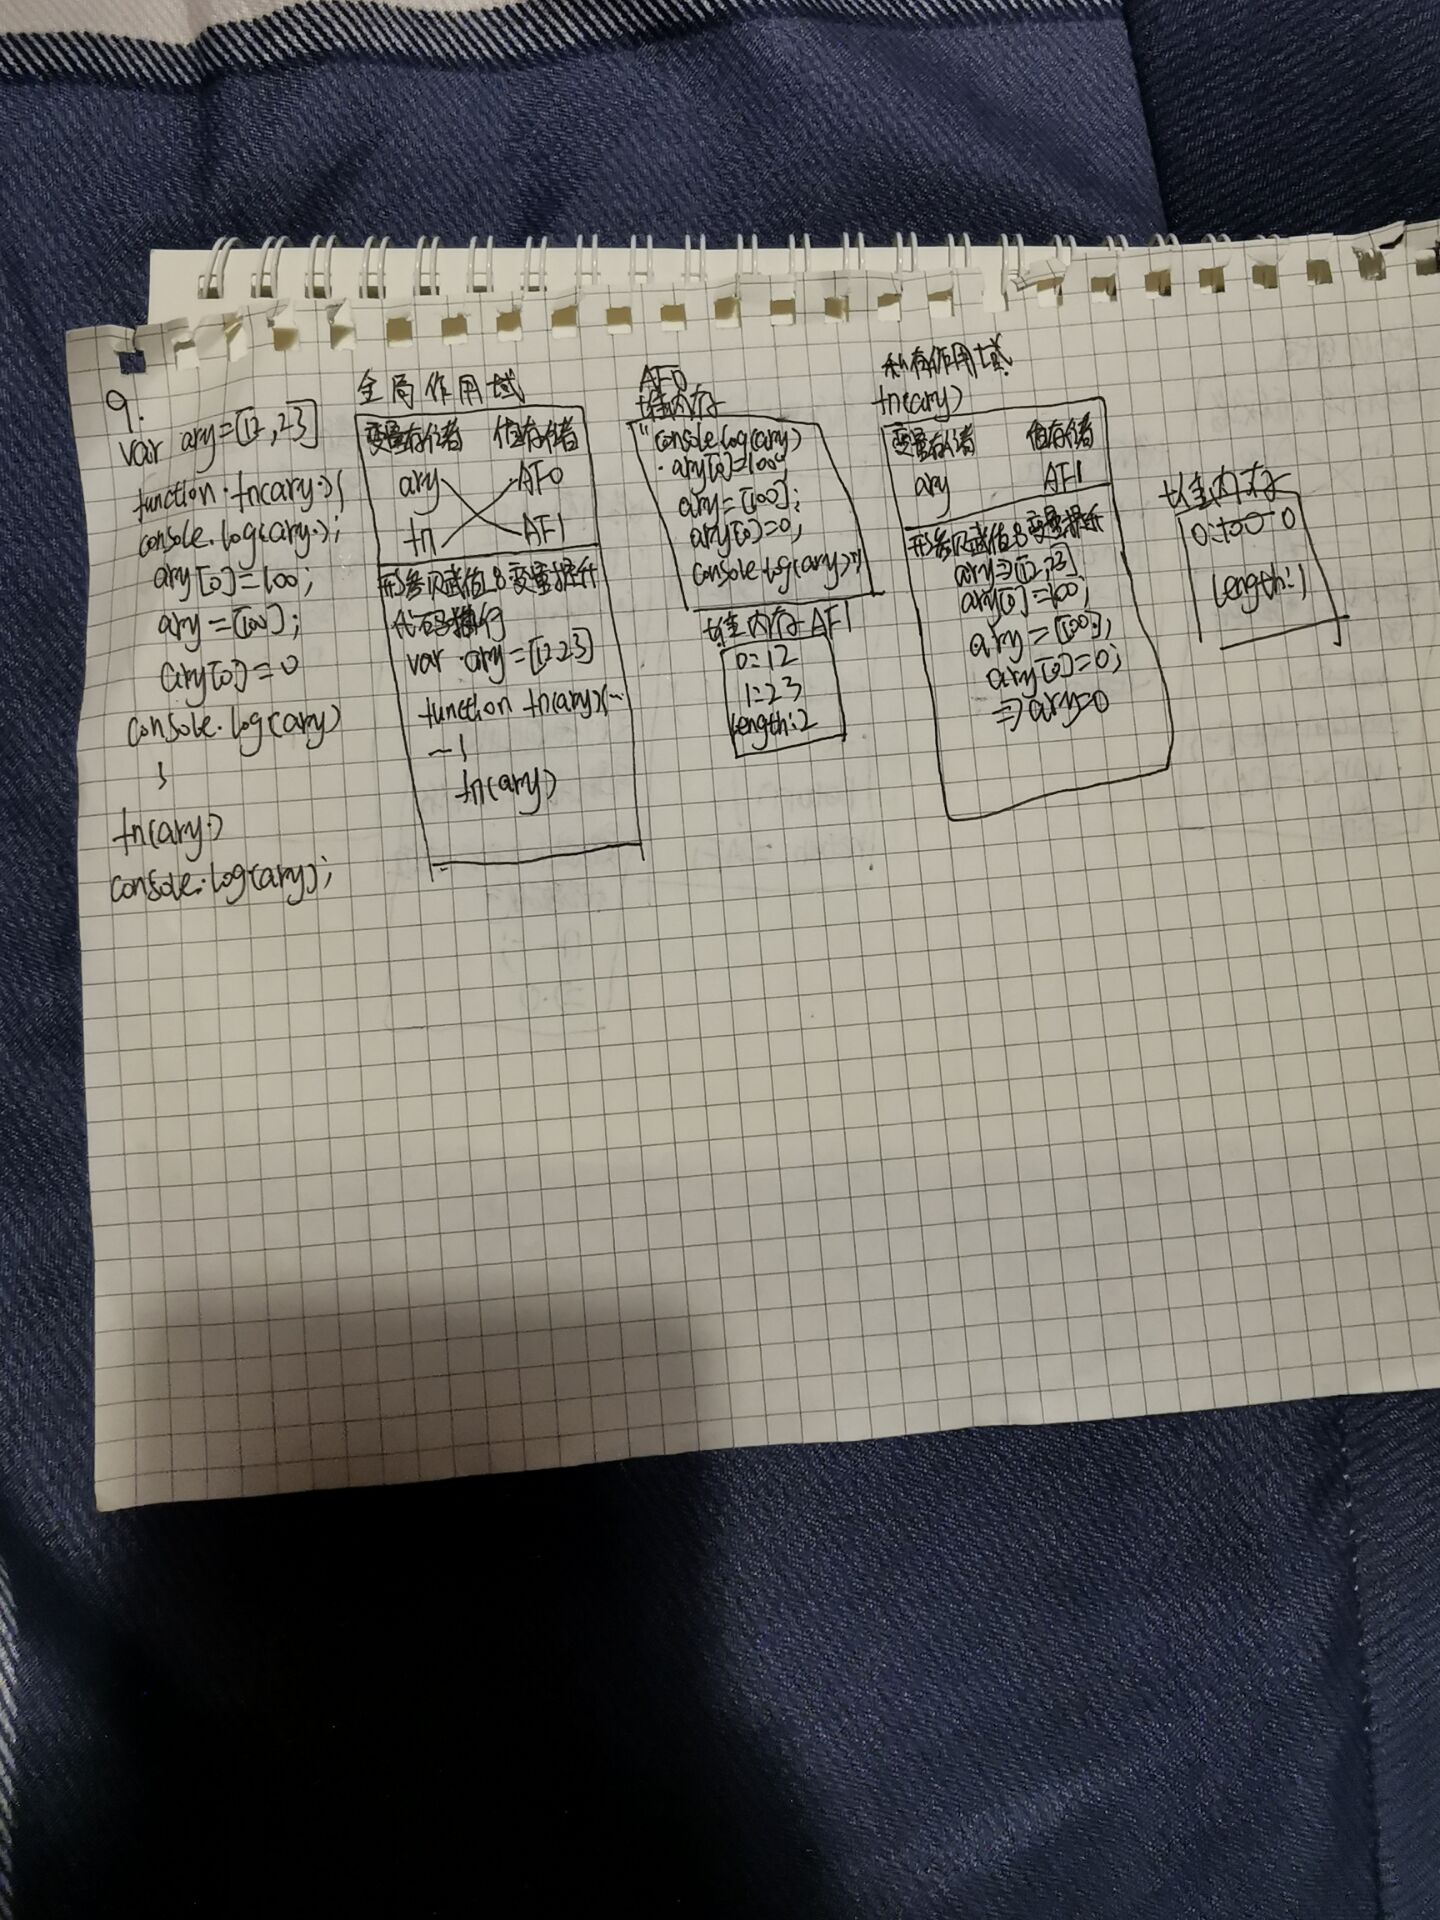 9.
var ary=[12,23]
function fn(ary){
console.log(ary);
ary[0]=100;
ary=[100];
ary[0]=0
console.log(ary)
}
fn(ary)
console.log(ary);
全局作用域
变量存储 值存储
ary AF0
fn AF1
形参赋值&变量提升
代码执行
var ary=[12,23]
function fn(ary){…
…}
fn(ary)
AF0
堆内存
"console.log(ary)
ary[0]=100;
ary=[100];
ary[0]=0;
console.log(ary)"
堆内存AF1
0:12
1:23
length:2
私有作用域
fn(ary)
变量存储 值存储
ary AF1
形参赋值&变量提升
ary⇒[12,23]
ary[0]=100;
ary=[100];
ary[0]=0;
⇒ary=0
堆内存
0:100 0
length:1